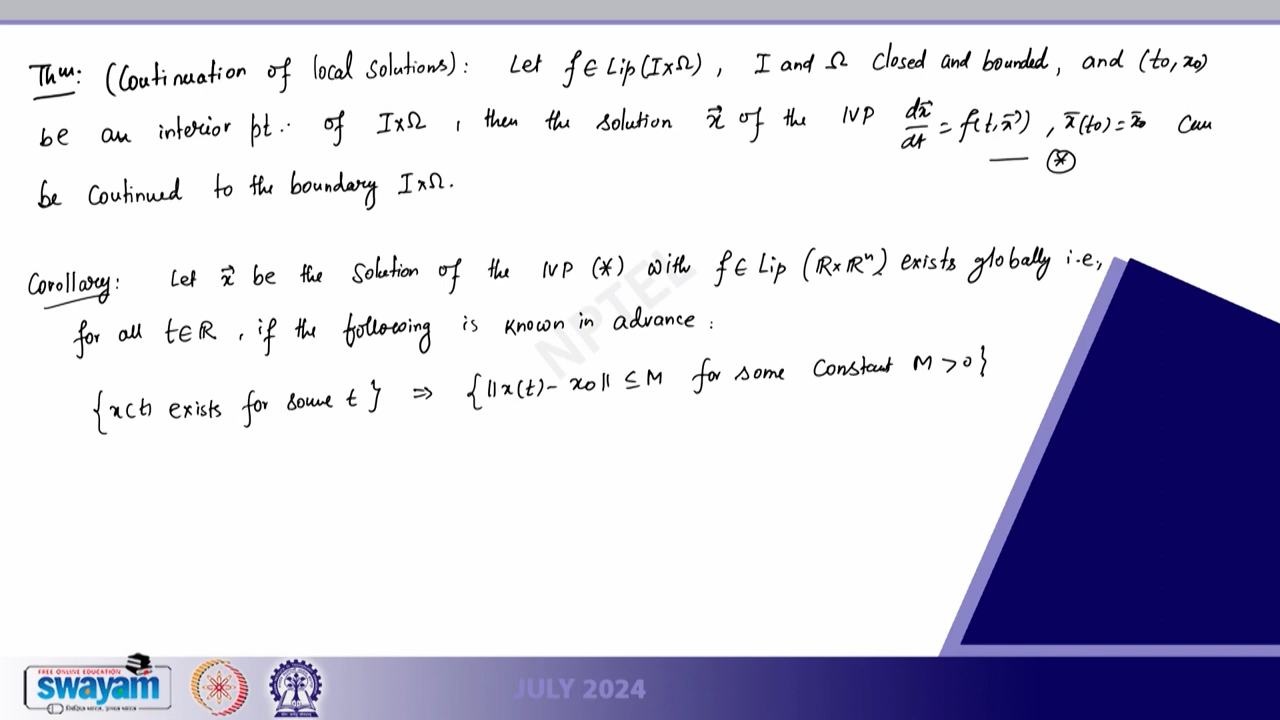 Thm: (Continuation of local solutions): Let f ∈ Lip(I×Ω), I and Ω closed and bounded, and (to, x0)
be an interior pt. of I×Ω, then the solution x⃗ of the IVP dx⃗/dt = f(t, x⃗), x̄(t0) = x̄0 can
— (*)
be continued to the boundary I×Ω.
Corollary: Let x⃗ be the solution of the IVP (*) with f ∈ Lip (ℝ×ℝⁿ) exists globally i.e.,
for all t∈ℝ, if the following is known in advance:
{x(t) exists for some t} ⇒ {||x(t) - x0|| ≤ M for some constant M > 0}
NPTEL
FREE ONLINE EDUCATION
swayam
JULY 2024